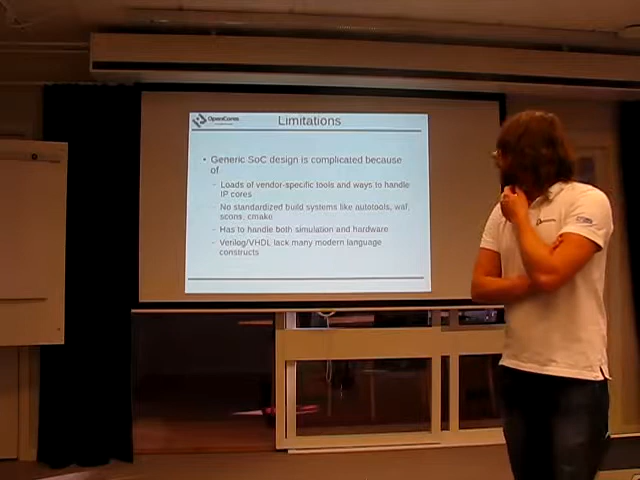 OpenCores
Limitations
• Generic SoC design is complicated because
of
– Loads of vendor-specific tools and ways to handle
IP cores
– No standardized build systems like autotools, waf,
scons, cmake
– Has to handle both simulation and hardware
– Verilog/VHDL lack many modern language
constructs